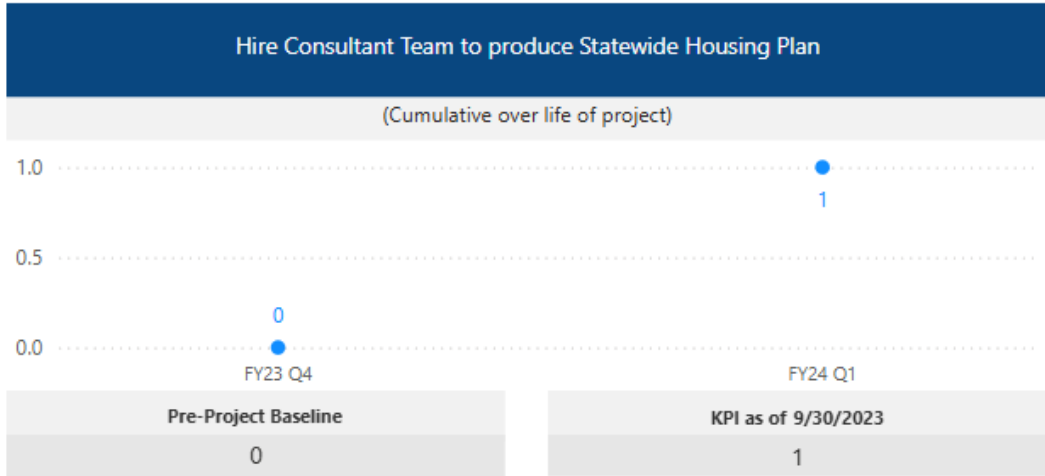 Hire Consultant Team to produce Statewide Housing Plan
(Cumulative over life of project)
1.0
1
0.5
0
0.0
FY23 Q4 FY24 Q1
Pre-Project Baseline KPI as of 9/30/2023
0 1